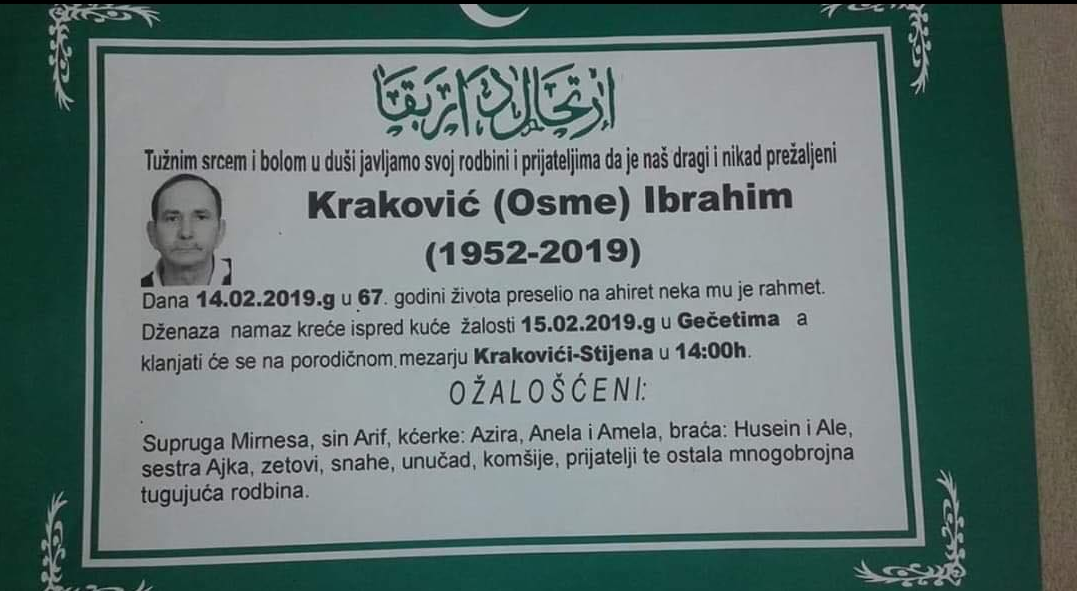 إرتحال دار بقا
Tužnim srcem i bolom u duši javljamo svoj rodbini i prijateljima da je naš dragi i nikad prežaljeni
Kraković (Osme) Ibrahim
(1952-2019)
Dana 14.02.2019.g u 67. godini života preselio na ahiret neka mu je rahmet.
Dženaza namaz kreće ispred kuće žalosti 15.02.2019.g u Gečetima a
klanjati će se na porodičnom mezarju Krakovići-Stijena u 14:00h.
OŽALOŠĆENI:
Supruga Mirnesa, sin Arif, kćerke: Azira, Anela i Amela, braća: Husein i Ale,
sestra Ajka, zetovi, snahe, unučad, komšije, prijatelji te ostala mnogobrojna
tugujuća rodbina.